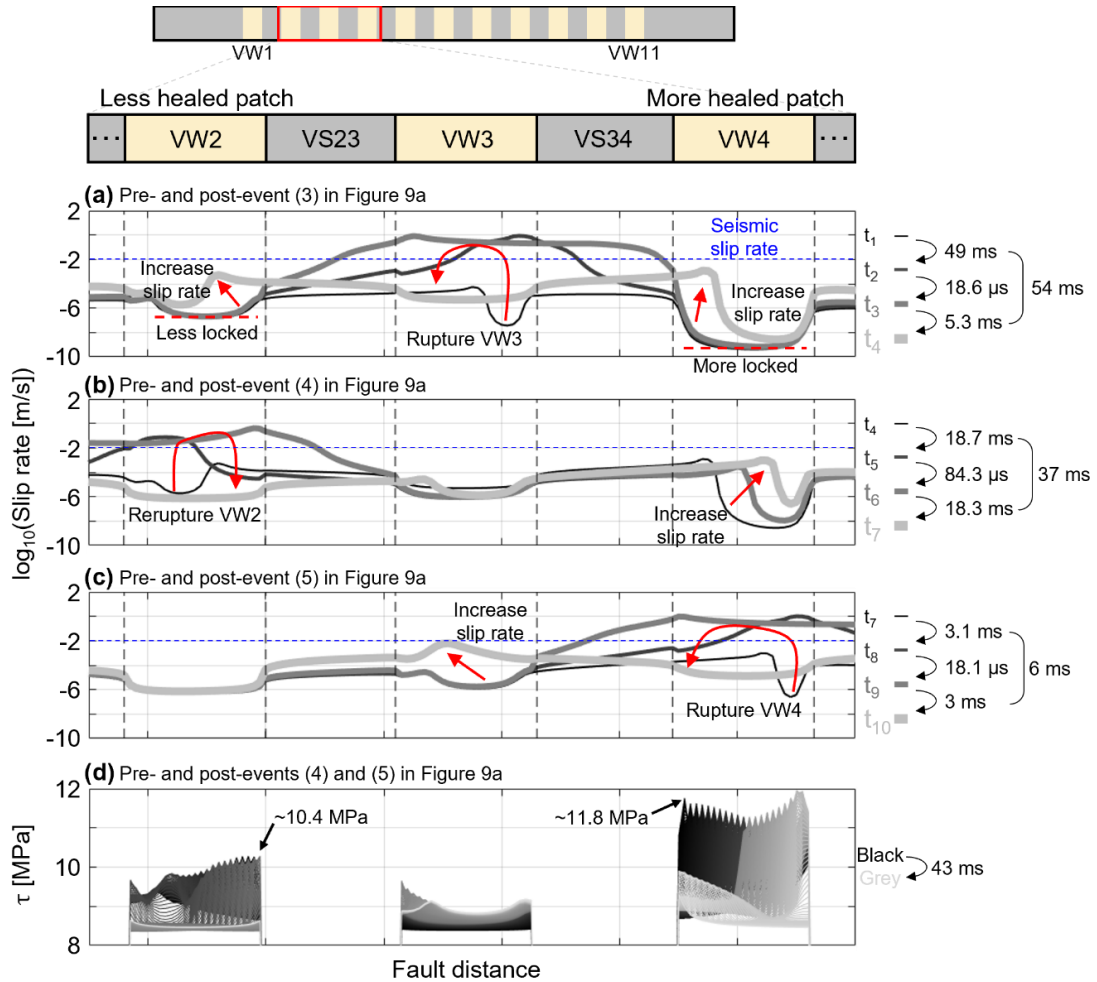 VW1
VW11
Less healed patch
More healed patch
... VW2 VS23 VW3 VS34 VW4 ...
(a) Pre- and post-event (3) in Figure 9a
2
-2
-6
-10
Increase
slip rate
Less locked
Rupture VW3
Seismic
slip rate
Increase
slip rate
More locked
t1
t2
t3
t4
49 ms
18.6 µs
5.3 ms
54 ms
(b) Pre- and post-event (4) in Figure 9a
2
-2
-6
-10
Rerupture VW2
Increase
slip rate
t4
t5
t6
t7
18.7 ms
84.3 µs
18.3 ms
37 ms
log10(Slip rate [m/s])
(c) Pre- and post-event (5) in Figure 9a
2
-2
-6
-10
Increase
slip rate
Rupture VW4
t7
t8
t9
t10
3.1 ms
18.1 µs
3 ms
6 ms
(d) Pre- and post-events (4) and (5) in Figure 9a
12
10
8
τ [MPa]
~10.4 MPa
~11.8 MPa
Black
Grey
43 ms
Fault distance